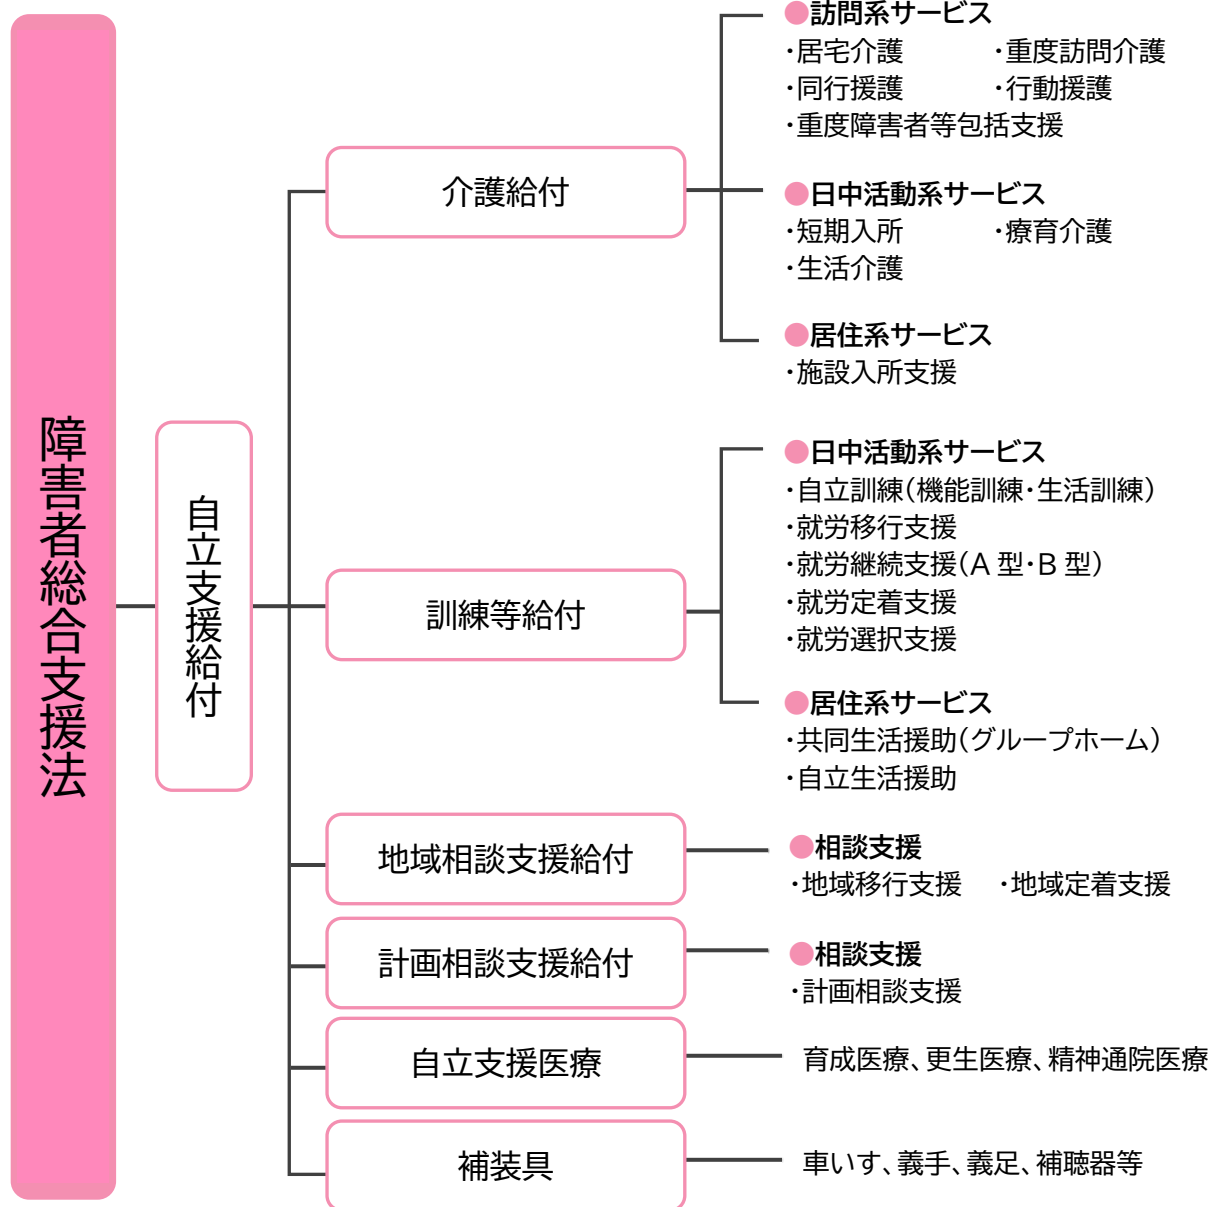 障害者総合支援法
自立支援給付
介護給付
●訪問系サービス
・居宅介護 ・重度訪問介護
・同行援護 ・行動援護
・重度障害者等包括支援
●日中活動系サービス
・短期入所 ・療育介護
・生活介護
●居住系サービス
・施設入所支援
訓練等給付
●日中活動系サービス
・自立訓練(機能訓練・生活訓練)
・就労移行支援
・就労継続支援(A 型・B 型)
・就労定着支援
・就労選択支援
●居住系サービス
・共同生活援助(グループホーム)
・自立生活援助
地域相談支援給付
●相談支援
・地域移行支援 ・地域定着支援
計画相談支援給付
●相談支援
・計画相談支援
自立支援医療
育成医療、更生医療、精神通院医療
補装具
車いす、義手、義足、補聴器等